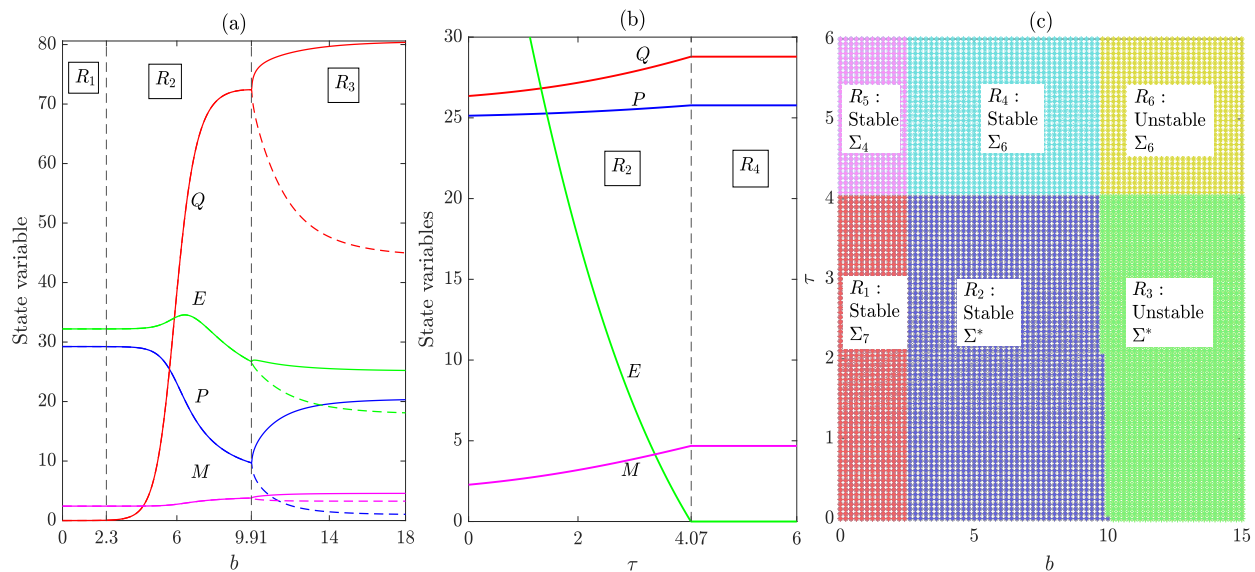 (a)
State variable
80
70
60
50
40
30
20
10
0
R1
R2
R3
Q
E
P
M
0
2.3
6
9.91
14
18
b
(b)
State variables
30
25
20
15
10
5
0
Q
P
R2
R4
E
M
0
2
4.07
6
τ
(c)
τ
6
5
4
3
2
1
0
R5 :
Stable
Σ4
R4 :
Stable
Σ6
R6 :
Unstable
Σ6
R1 :
Stable
Σ7
R2 :
Stable
Σ*
R3 :
Unstable
Σ*
0
5
10
15
b